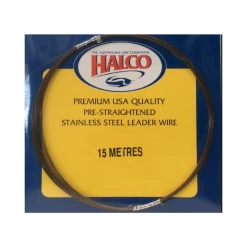 THE AUSTRALIAN LURE COMPANY
HALCO
PREMIUM USA QUALITY
PRE-STRAIGHTENED
STAINLESS STEEL LEADER WIRE
15 METRES